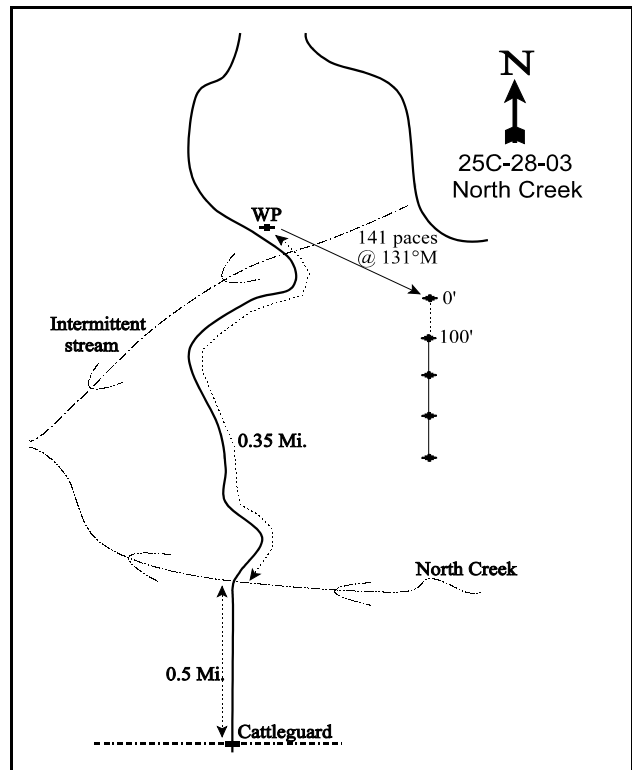 N
25C-28-03
North Creek
WP
141 paces
@ 131°M
0'
100'
Intermittent
stream
0.35 Mi.
North Creek
0.5 Mi.
Cattleguard